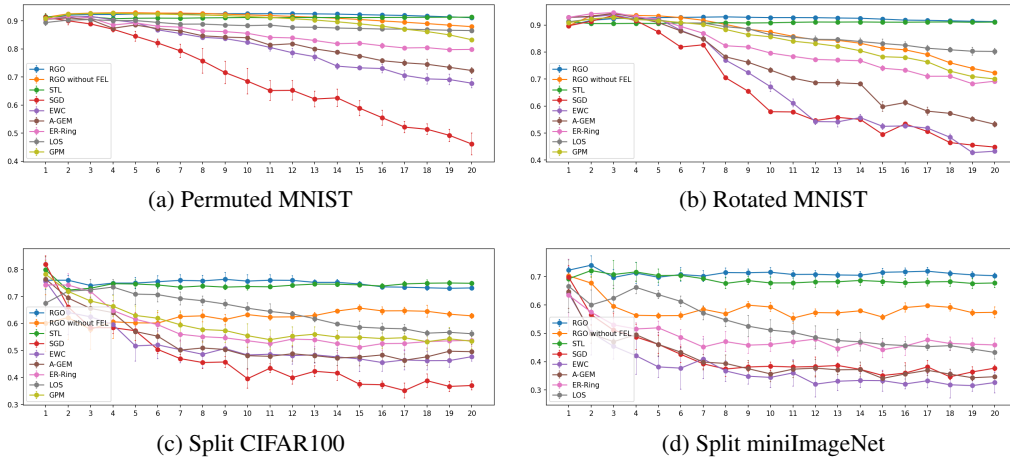 0.9
0.8
0.7
0.6
0.5
0.4
RGO
RGO without FEL
STL
SGD
EWC
A-GEM
ER-Ring
LOS
GPM
1 2 3 4 5 6 7 8 9 10 11 12 13 14 15 16 17 18 19 20
(a) Permuted MNIST
0.9
0.8
0.7
0.6
0.5
RGO
RGO without FEL
STL
SGD
EWC
A-GEM
ER-Ring
LOS
GPM
1 2 3 4 5 6 7 8 9 10 11 12 13 14 15 16 17 18 19 20
(b) Rotated MNIST
0.8
0.7
0.6
0.5
0.4
0.3
RGO
RGO without FEL
STL
SGD
EWC
A-GEM
ER-Ring
LOS
GPM
1 2 3 4 5 6 7 8 9 10 11 12 13 14 15 16 17 18 19 20
(c) Split CIFAR100
0.7
0.6
0.5
0.4
0.3
RGO
RGO without FEL
STL
SGD
EWC
A-GEM
ER-Ring
LOS
1 2 3 4 5 6 7 8 9 10 11 12 13 14 15 16 17 18 19 20
(d) Split miniImageNet